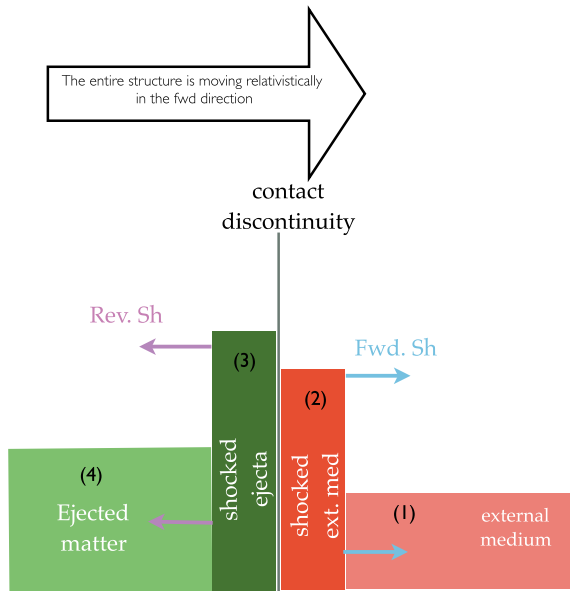 The entire structure is moving relativistically
in the fwd direction
contact
discontinuity
Rev. Sh
Fwd. Sh
(3)
(2)
shocked
ejecta
shocked
ext. med
(4)
Ejected
matter
(1)
external
medium